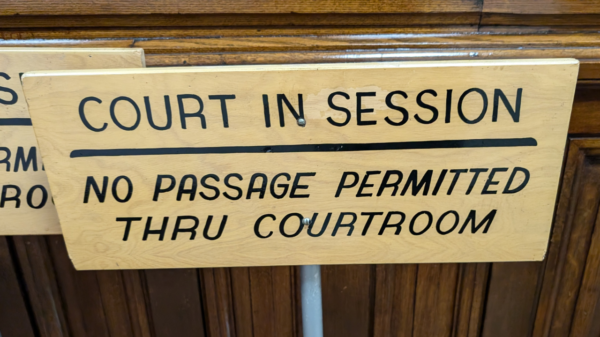 COURT IN SESSION
NO PASSAGE PERMITTED
THRU COURTROOM